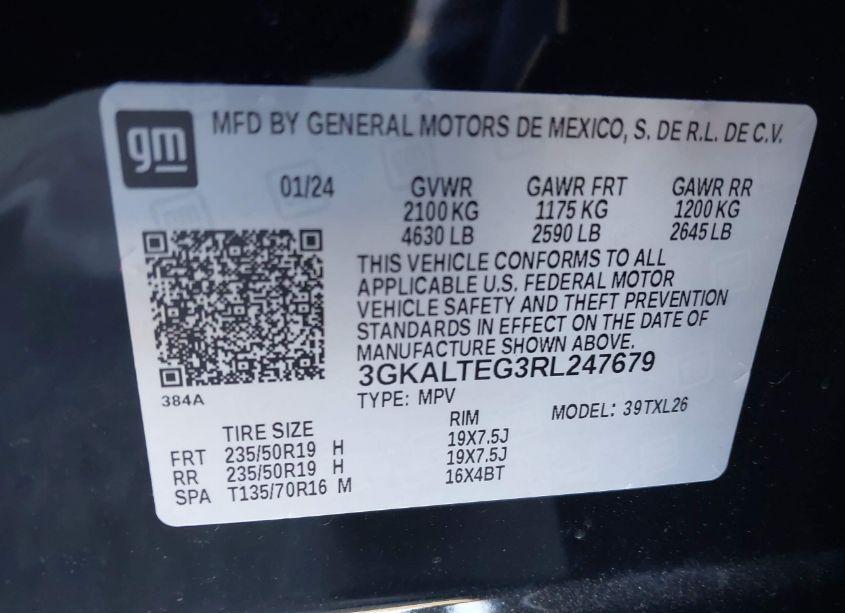 gm
MFD BY GENERAL MOTORS DE MEXICO, S. DE R.L. DE C.V.
01/24 GVWR GAWR FRT GAWR RR
2100 KG 1175 KG 1200 KG
4630 LB 2590 LB 2645 LB
THIS VEHICLE CONFORMS TO ALL
APPLICABLE U.S. FEDERAL MOTOR
VEHICLE SAFETY AND THEFT PREVENTION
STANDARDS IN EFFECT ON THE DATE OF
MANUFACTURE SHOWN ABOVE.
3GKALTEG3RL247679
384A
TYPE: MPV MODEL: 39TXL26
TIRE SIZE RIM
FRT 235/50R19 H 19X7.5J
RR 235/50R19 H 19X7.5J
SPA T135/70R16 M 16X4BT